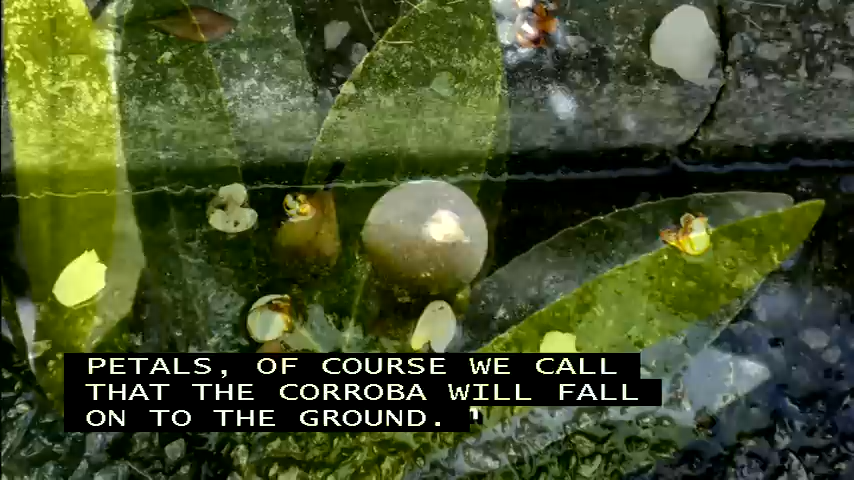 PETALS, OF COURSE WE CALL
THAT THE CORROBA WILL FALL
ON TO THE GROUND.